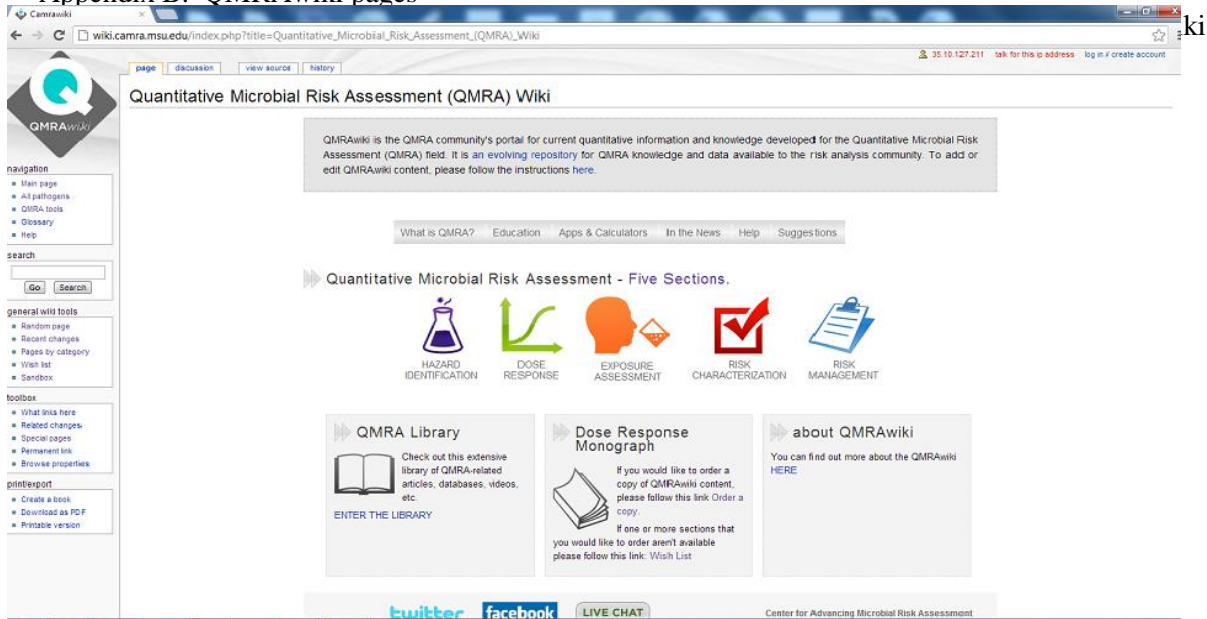 Appendix B: QMRAwiki pages
Camrawiki
wiki.camra.msu.edu/index.php?title=Quantitative_Microbiial_Risk_Assessment_(QMRA)_Wiki
ki
35.10.127.211 talk for this ip address log in / create account
page discussion view source history
Quantitative Microbial Risk Assessment (QMRA) Wiki
QMRAwiki
QMRAwiki is the QMRA community's portal for current quantitative information and knowledge developed for the Quantitative Microbial Risk
Assessment (QMRA) field. It is an evolving repository for QMRA knowledge and data available to the risk analysis community. To add or
edit QMRAwiki content, please follow the instructions here.
navigation
Main page
All pathogens
QMRA tools
Glossary
Help
search
Go Search
general wiki tools
Random page
Recent changes
Pages by category
Wish list
Sandbox
toolbox
What links here
Related changes
Special pages
Permanent link
Browse properties
print/export
Create a book
Download as PDF
Printable version
What is QMRA? Education Apps & Calculators In the News Help Suggestions
Quantitative Microbial Risk Assessment - Five Sections.
HAZARD
IDENTIFICATION
DOSE
RESPONSE
EXPOSURE
ASSESSMENT
RISK
CHARACTERIZATION
RISK
MANAGEMENT
QMRA Library
Check out this extensive
library of QMRA-related
articles, databases, videos,
etc.
ENTER THE LIBRARY
Dose Response
Monograph
If you would like to order a
copy of QMRAwiki content,
please follow this link Order a
copy.
If one or more sections that
you would like to order aren't available
please follow this link: Wish List
about QMRAwiki
You can find out more about the QMRAwiki
HERE
twitter facebook LIVE CHAT
Center for Advancing Microbial Risk Assessment